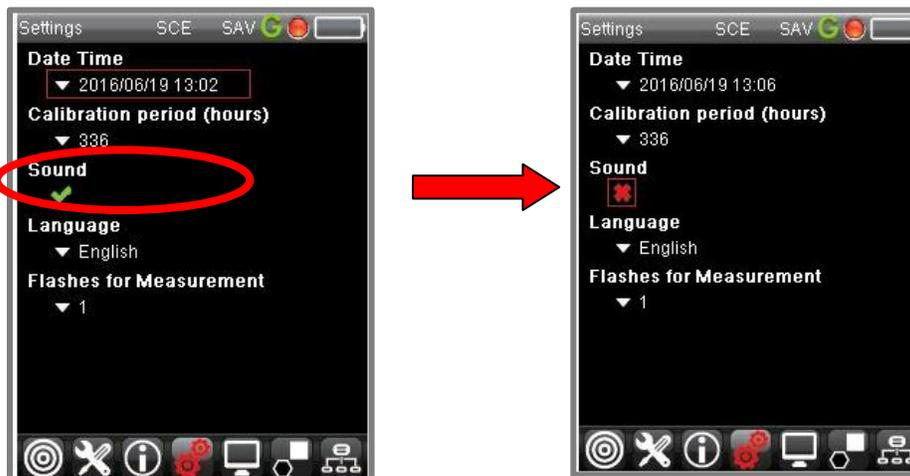 Settings SCE SAV G
Date Time
2016/06/19 13:02
Calibration period (hours)
336
Sound
Language
English
Flashes for Measurement
1
Settings SCE SAV G
Date Time
2016/06/19 13:06
Calibration period (hours)
336
Sound
Language
English
Flashes for Measurement
1